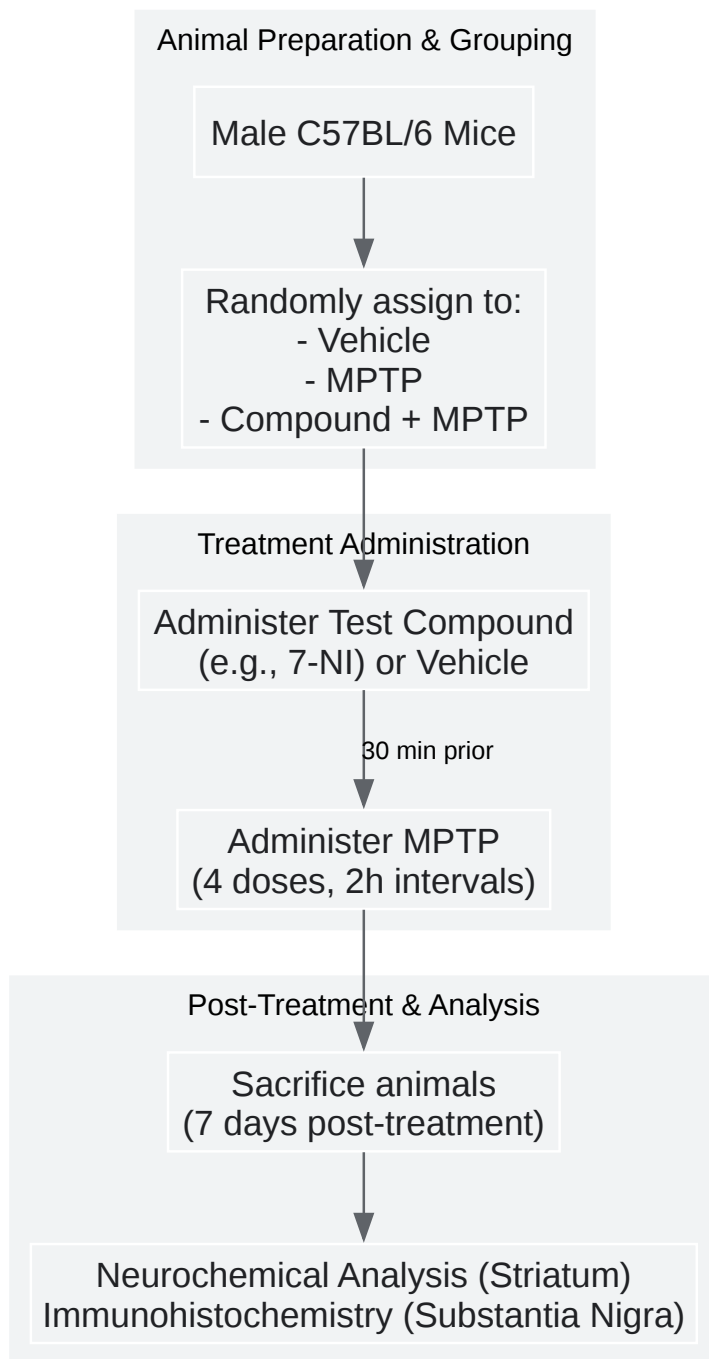 Animal Preparation & Grouping
Male C57BL/6 Mice
Randomly assign to:
- Vehicle
- MPTP
- Compound + MPTP
Treatment Administration
Administer Test Compound
(e.g., 7-NI) or Vehicle
30 min prior
Administer MPTP
(4 doses, 2h intervals)
Post-Treatment & Analysis
Sacrifice animals
(7 days post-treatment)
Neurochemical Analysis (Striatum)
Immunohistochemistry (Substantia Nigra)